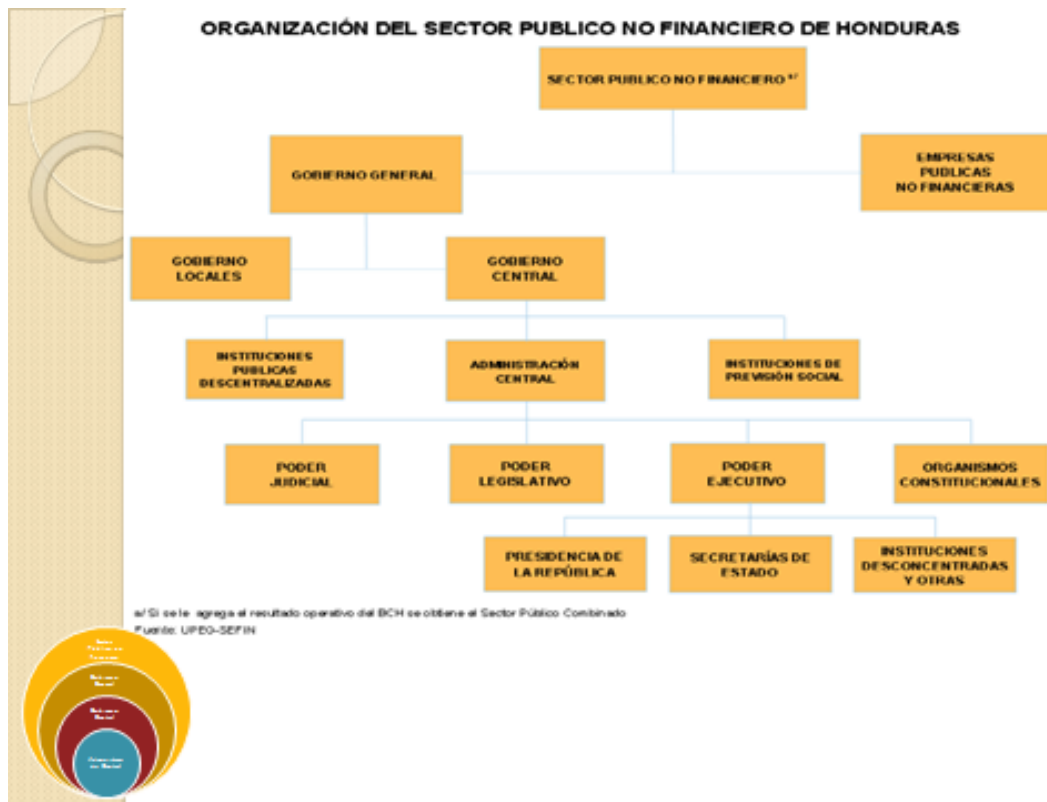 ORGANIZACIÓN DEL SECTOR PUBLICO NO FINANCIERO DE HONDURAS
SECTOR PUBLICO NO FINANCIERO a/
GOBIERNO GENERAL
EMPRESAS
PUBLICAS
NO FINANCIERAS
GOBIERNO
LOCALES
GOBIERNO
CENTRAL
INSTITUCIONES
PUBLICAS
DESCENTRALIZADAS
ADMINISTRACIÓN
CENTRAL
INSTITUCIONES DE
PREVISIÓN SOCIAL
PODER
JUDICIAL
PODER
LEGISLATIVO
PODER
EJECUTIVO
ORGANISMOS
CONSTITUCIONALES
PRESIDENCIA DE
LA REPÚBLICA
SECRETARÍAS DE
ESTADO
INSTITUCIONES
DESCONCENTRADAS
Y OTRAS
a/ Si se le agrega el resultado operativo del BCH se obtiene el Sector Público Combinado
Fuente: UPEG-SEFIN